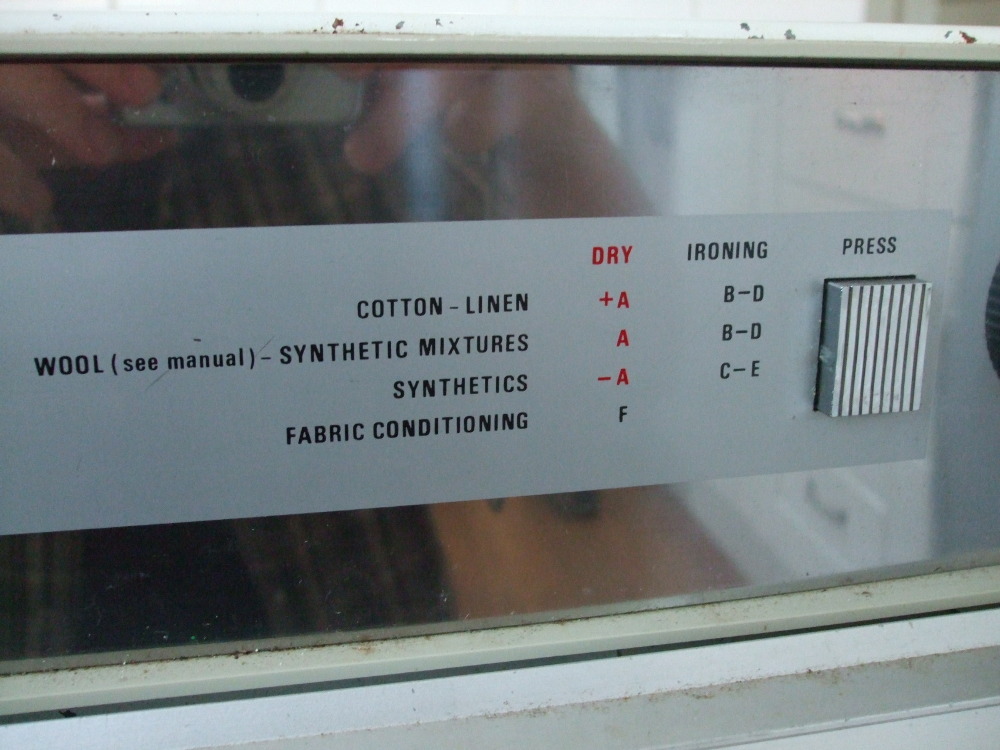 DRY IRONING PRESS
COTTON – LINEN +A B–D
WOOL (see manual) – SYNTHETIC MIXTURES A B–D
SYNTHETICS –A C–E
FABRIC CONDITIONING F